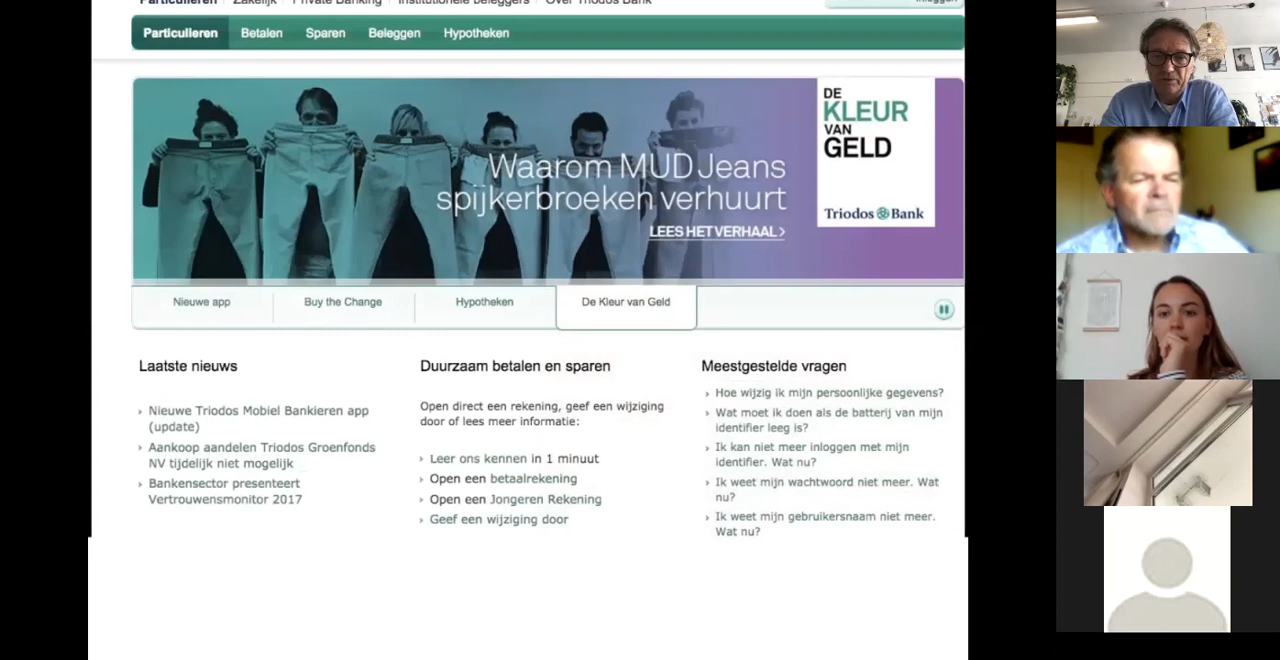 Particulieren Zakelijk Private Banking Institutionele beleggers Over Triodos Bank
Inloggen
Particulieren Betalen Sparen Beleggen Hypotheken
Waarom MUD Jeans
spijkerbroeken verhuurt
LEES HET VERHAAL >
DE
KLEUR
VAN
GELD
Triodos Bank
Nieuwe app Buy the Change Hypotheken De Kleur van Geld
Laatste nieuws
Nieuwe Triodos Mobiel Bankieren app
(update)
Aankoop aandelen Triodos Groenfonds
NV tijdelijk niet mogelijk
Bankensector presenteert
Vertrouwensmonitor 2017
Duurzaam betalen en sparen
Open direct een rekening, geef een wijziging
door of lees meer informatie:
Leer ons kennen in 1 minuut
Open een betaalrekening
Open een Jongeren Rekening
Geef een wijziging door
Meestgestelde vragen
Hoe wijzig ik mijn persoonlijke gegevens?
Wat moet ik doen als de batterij van mijn
identifier leeg is?
Ik kan niet meer inloggen met mijn
identifier. Wat nu?
Ik weet mijn wachtwoord niet meer. Wat
nu?
Ik weet mijn gebruikersnaam niet meer.
Wat nu?